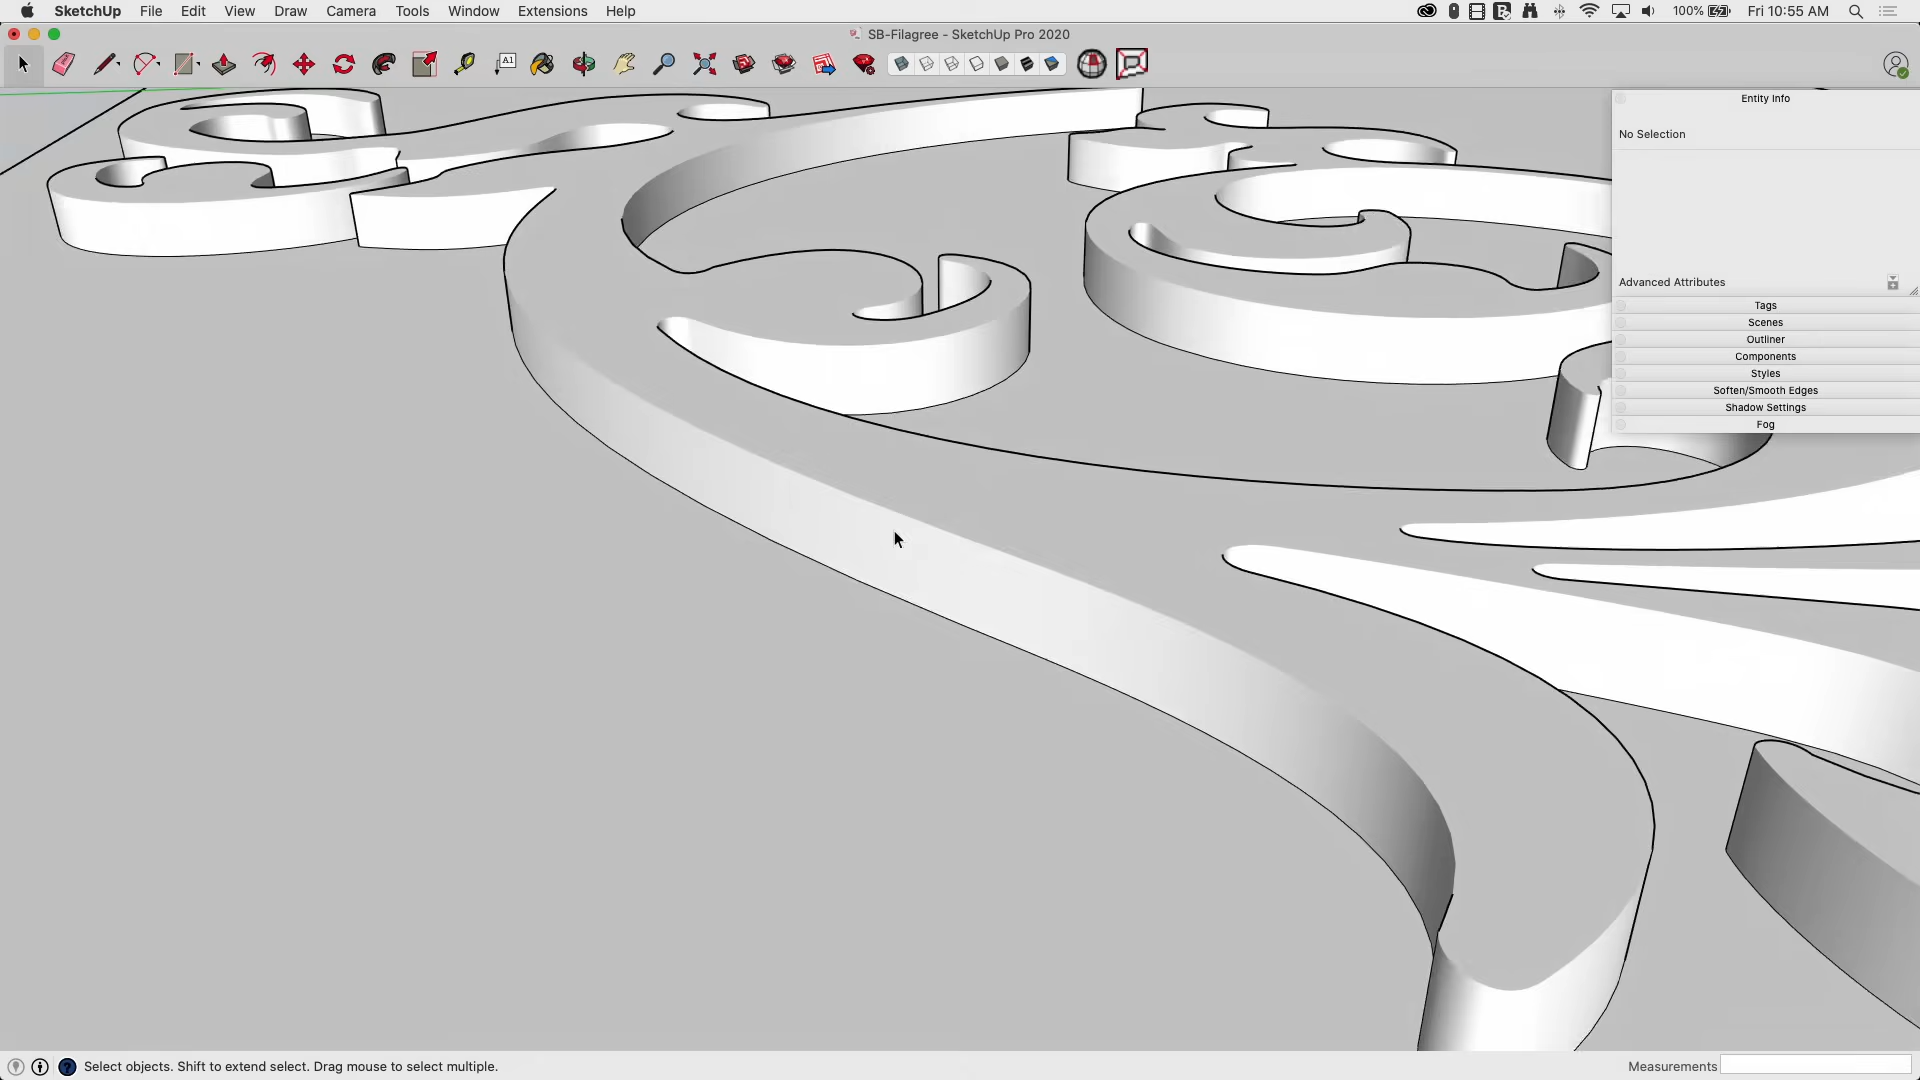 SketchUp File Edit View Draw Camera Tools Window Extensions Help 100% Fri 10:55 AM
SB-Filagree - SketchUp Pro 2020
A1
Entity Info
No Selection
Advanced Attributes
Tags
Scenes
Outliner
Components
Styles
Soften/Smooth Edges
Shadow Settings
Fog
Select objects. Shift to extend select. Drag mouse to select multiple. Measurements